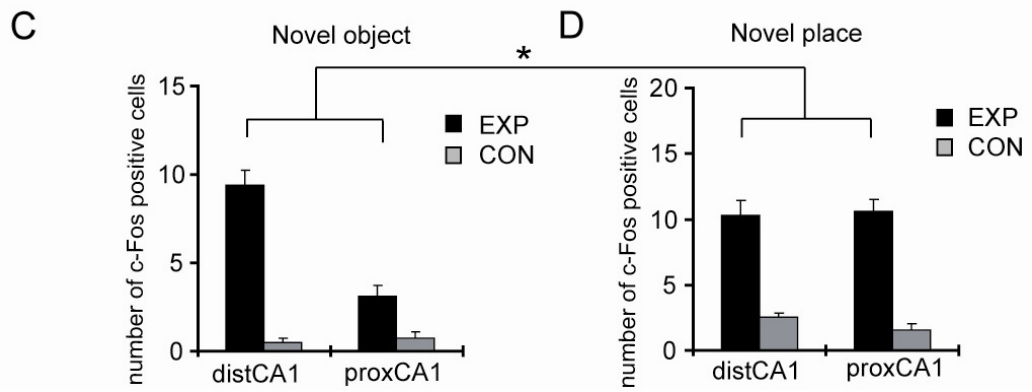 C
Novel object
number of c-Fos positive cells
15
10
5
0
distCA1
proxCA1
EXP
CON
*
D
Novel place
number of c-Fos positive cells
20
15
10
5
0
distCA1
proxCA1
EXP
CON